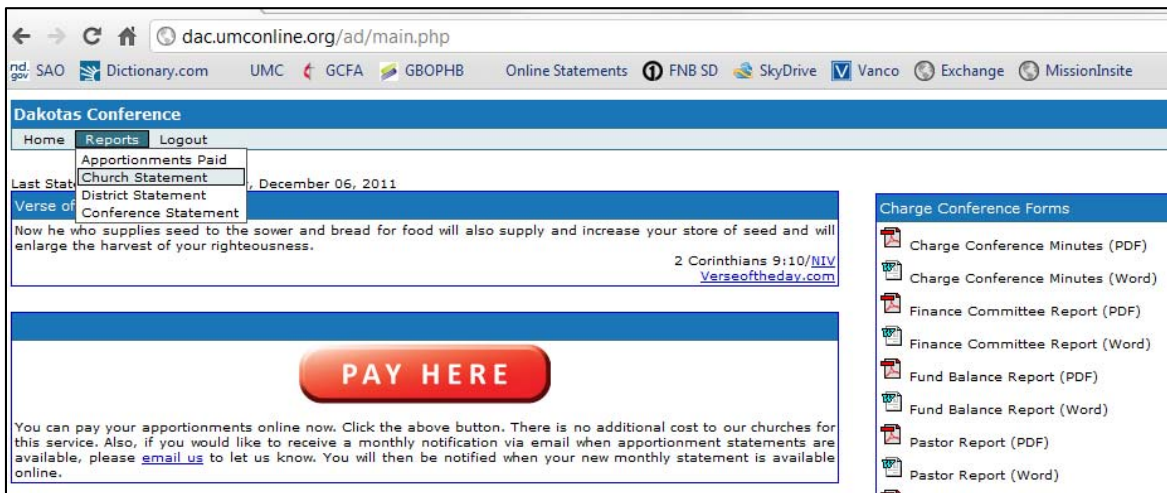 dac.umconline.org/ad/main.php
nd. gov SAO Dictionary.com UMC GCFA GBOPHB Online Statements 1 FNB SD SkyDrive V Vanco Exchange MissionInsite
Dakotas Conference
Home Reports Logout
Apportionments Paid
Church Statement
District Statement
Conference Statement
Last State , December 06, 2011
Verse of
Now he who supplies seed to the sower and bread for food will also supply and increase your store of seed and will
enlarge the harvest of your righteousness.
2 Corinthians 9:10/NIV
Verseoftheday.com
PAY HERE
You can pay your apportionments online now. Click the above button. There is no additional cost to our churches for
this service. Also, if you would like to receive a monthly notification via email when apportionment statements are
available, please email us to let us know. You will then be notified when your new monthly statement is available
online.
Charge Conference Forms
Charge Conference Minutes (PDF)
Charge Conference Minutes (Word)
Finance Committee Report (PDF)
Finance Committee Report (Word)
Fund Balance Report (PDF)
Fund Balance Report (Word)
Pastor Report (PDF)
Pastor Report (Word)